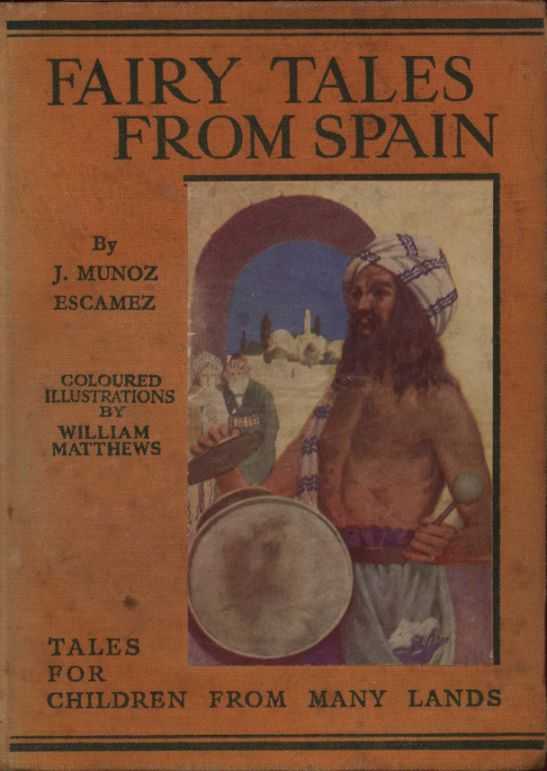 FAIRY TALES
FROM SPAIN
By
J. MUNOZ
ESCAMEZ
COLOURED
ILLUSTRATIONS
BY
WILLIAM
MATTHEWS
TALES
FOR
CHILDREN FROM MANY LANDS